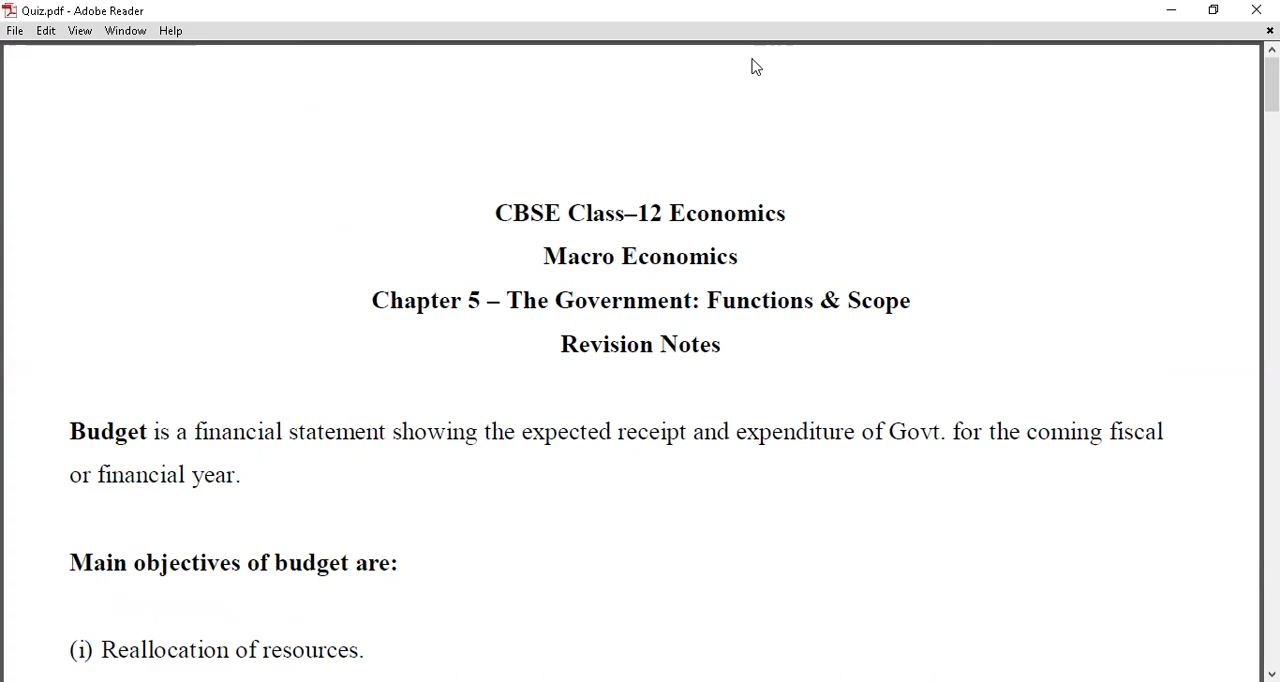 Quiz.pdf - Adobe Reader
File Edit View Window Help
CBSE Class–12 Economics
Macro Economics
Chapter 5 – The Government: Functions & Scope
Revision Notes
Budget is a financial statement showing the expected receipt and expenditure of Govt. for the coming fiscal
or financial year.
Main objectives of budget are:
(i) Reallocation of resources.